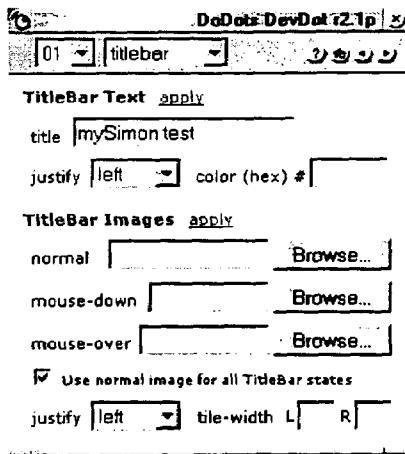 DoDots DevDot r2.1p
01 titlebar
TitleBar Text apply
title mySimon test
justify left color (hex) #
TitleBar Images apply
normal Browse...
mouse-down Browse...
mouse-over Browse...
Use normal image for all TitleBar states
justify left tile-width L R